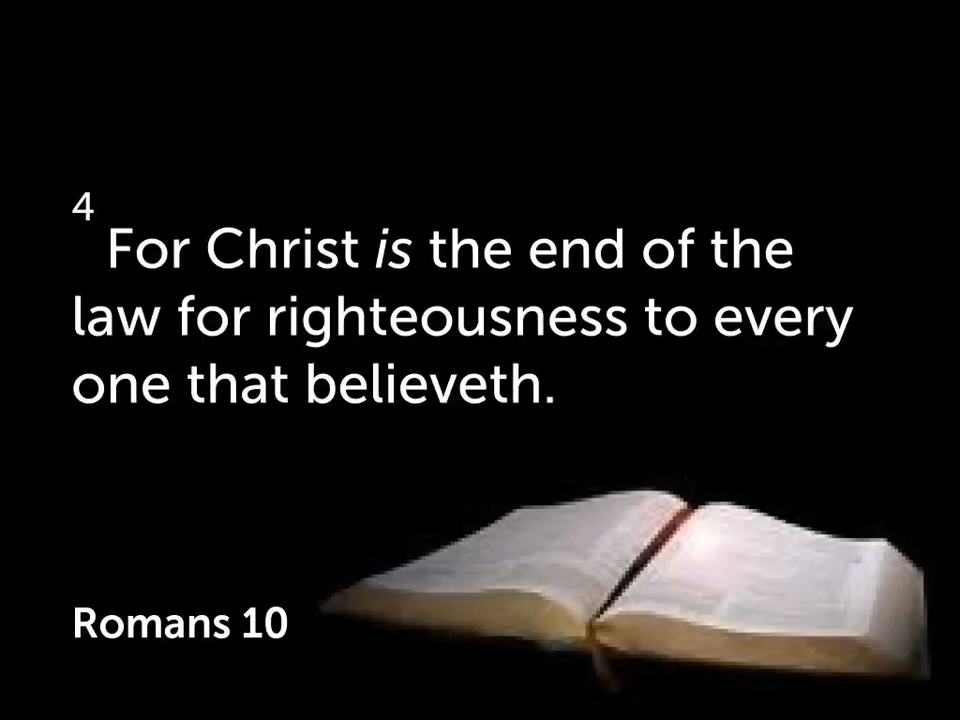 4
For Christ is the end of the
law for righteousness to every
one that believeth.
Romans 10